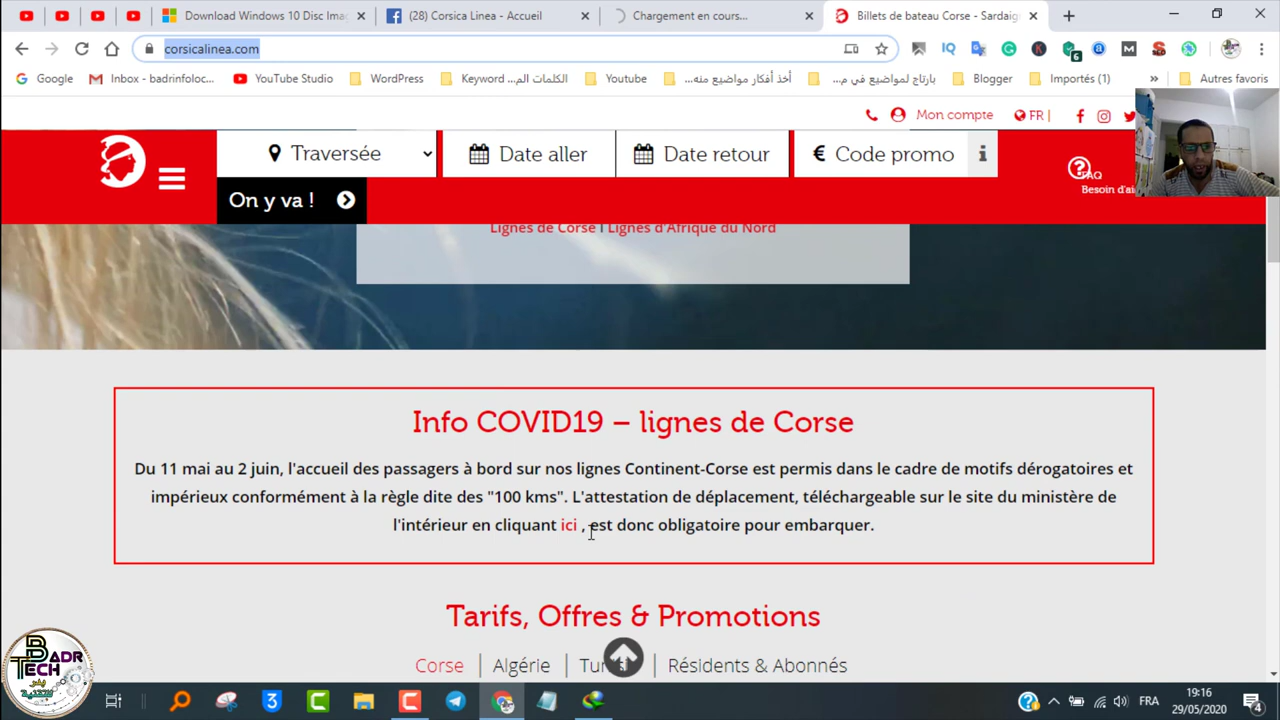 Download Windows 10 Disc Ima
(28) Corsica Linea - Accueil
Chargement en cours...
Billets de bateau Corse - Sardaig
corsicalinea.com
IQ
6
Google
Inbox - badrinfoloc...
YouTube Studio
WordPress
Keyword الكلمات الم...
Youtube
أخذ أفكار مواضيع منه...
بارتاج لمواضيع في م...
Blogger
Importés (1)
»
Autres favoris
Mon compte
FR |
Traversée
Date aller
Date retour
€ Code promo
On y va !
FAQ
Besoin d'ai
Lignes de Corse I Lignes d'Afrique du Nord
Info COVID19 – lignes de Corse
Du 11 mai au 2 juin, l'accueil des passagers à bord sur nos lignes Continent-Corse est permis dans le cadre de motifs dérogatoires et
impérieux conformément à la règle dite des "100 kms". L'attestation de déplacement, téléchargeable sur le site du ministère de
l'intérieur en cliquant ici , est donc obligatoire pour embarquer.
Tarifs, Offres & Promotions
Corse
Algérie
Résidents & Abonnés
BADR
TECH
FRA
19:16
29/05/2020
4